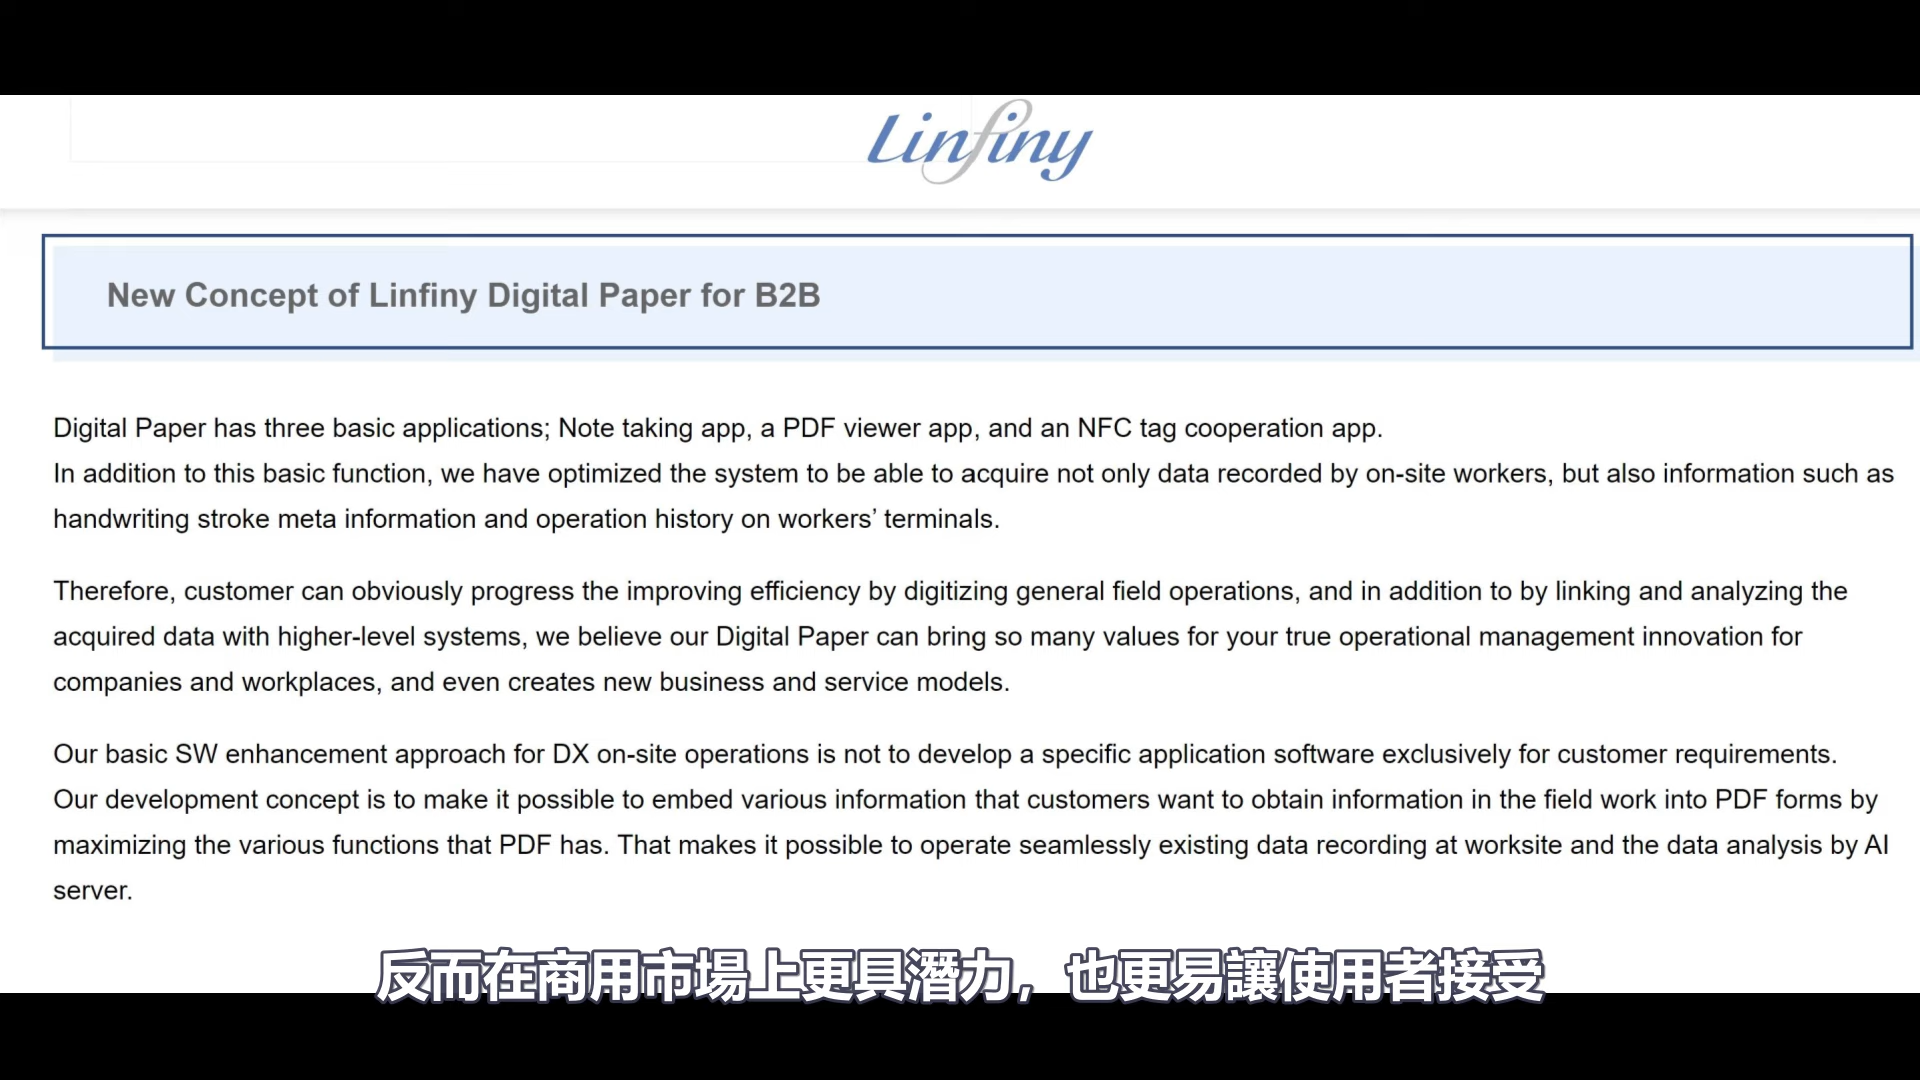 Linfiny
New Concept of Linfiny Digital Paper for B2B
Digital Paper has three basic applications; Note taking app, a PDF viewer app, and an NFC tag cooperation app.
In addition to this basic function, we have optimized the system to be able to acquire not only data recorded by on-site workers, but also information such as
handwriting stroke meta information and operation history on workers’ terminals.
Therefore, customer can obviously progress the improving efficiency by digitizing general field operations, and in addition to by linking and analyzing the
acquired data with higher-level systems, we believe our Digital Paper can bring so many values for your true operational management innovation for
companies and workplaces, and even creates new business and service models.
Our basic SW enhancement approach for DX on-site operations is not to develop a specific application software exclusively for customer requirements.
Our development concept is to make it possible to embed various information that customers want to obtain information in the field work into PDF forms by
maximizing the various functions that PDF has. That makes it possible to operate seamlessly existing data recording at worksite and the data analysis by AI
server.
反而在商用市場上更具潛力，也更易讓使用者接受